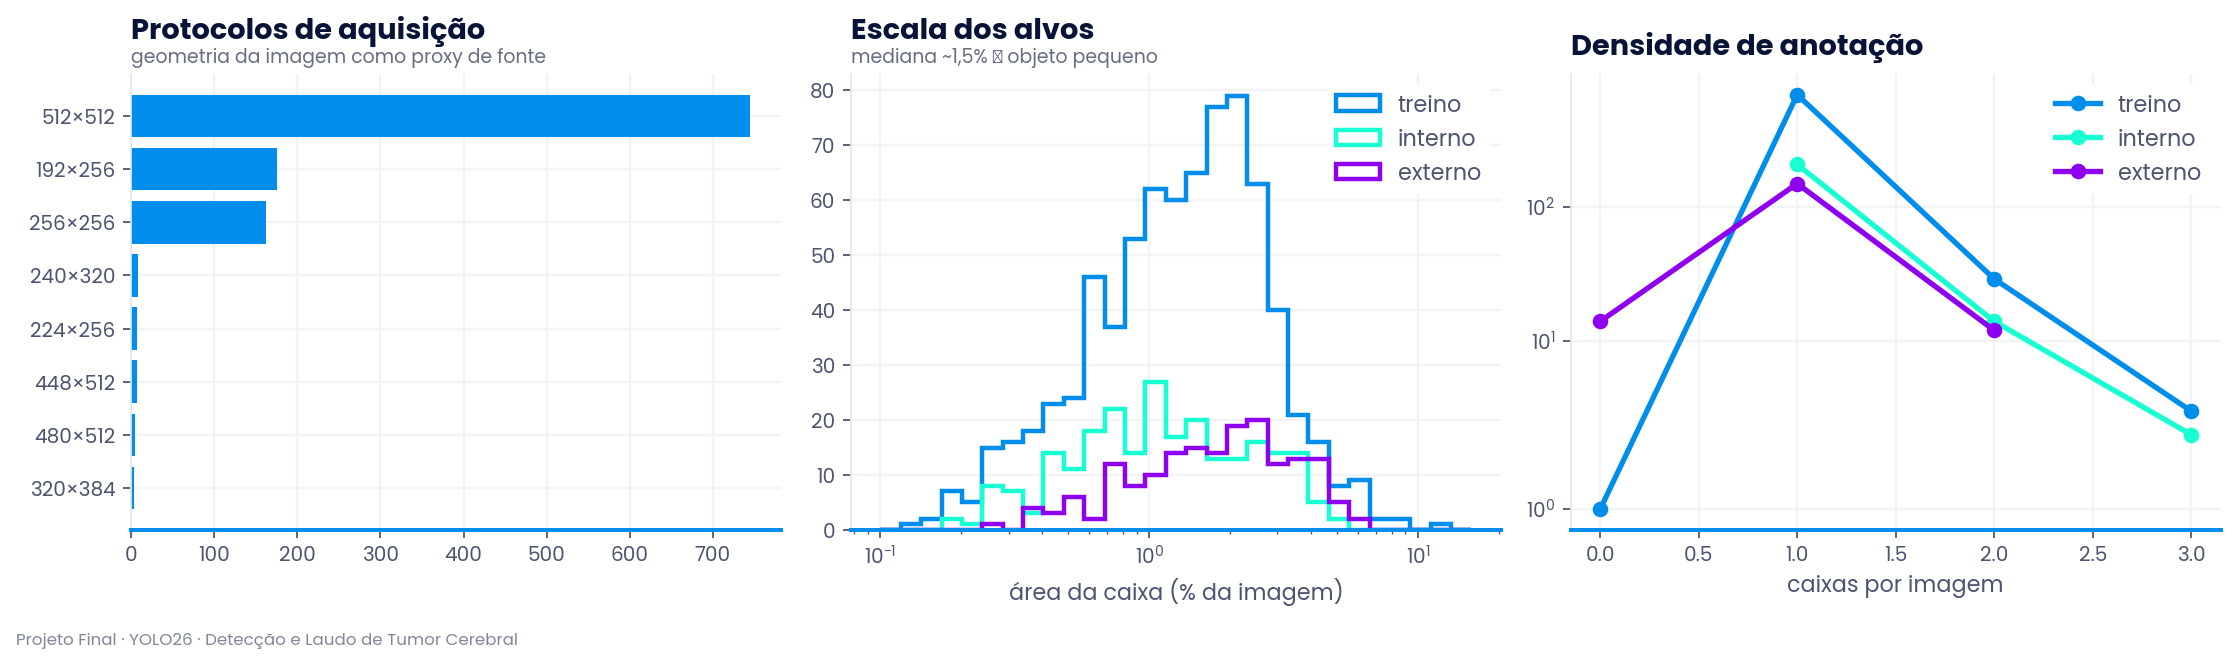 Protocolos de aquisição
geometria da imagem como proxy de fonte
512×512
192×256
256×256
240×320
224×256
448×512
480×512
320×384
0 100 200 300 400 500 600 700
Escala dos alvos
mediana ~1,5% objeto pequeno
80
70
60
50
40
30
20
10
0
treino
interno
externo
10⁻¹ 10⁰ 10¹
área da caixa (% da imagem)
Densidade de anotação
10²
10¹
10⁰
treino
interno
externo
0.0 0.5 1.0 1.5 2.0 2.5 3.0
caixas por imagem
Projeto Final · YOLO26 · Detecção e Laudo de Tumor Cerebral